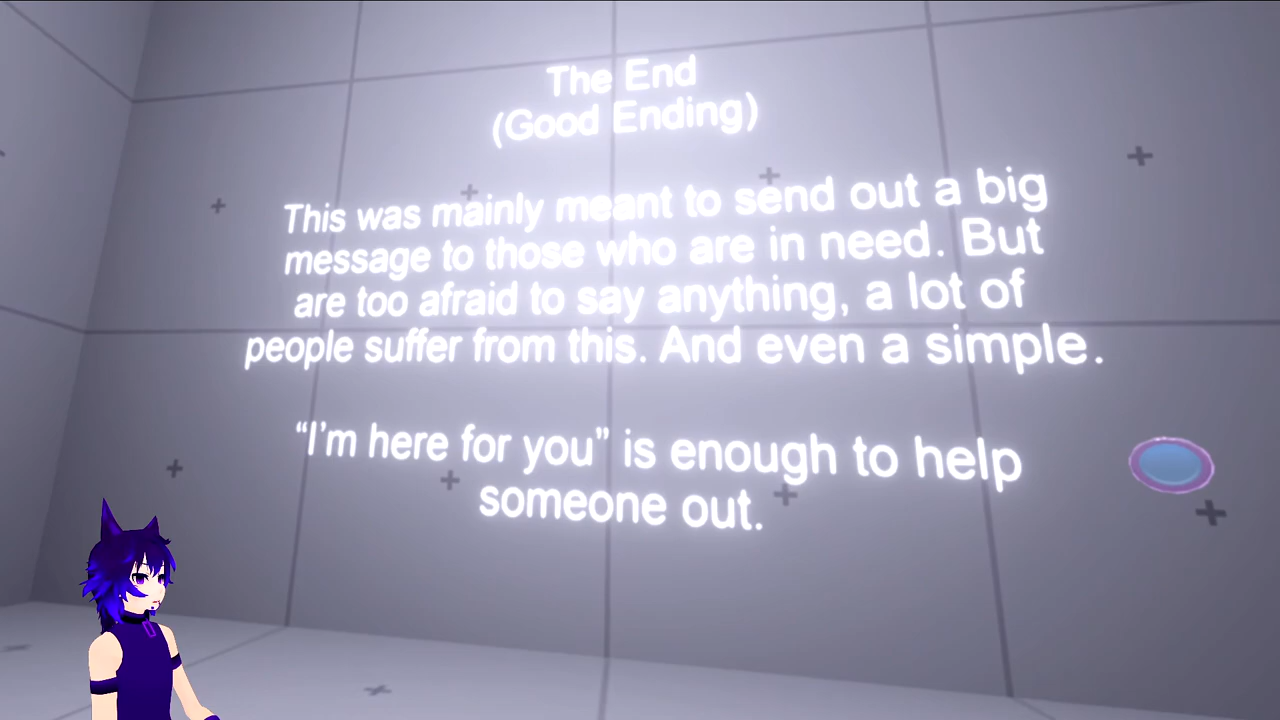 The End
(Good Ending)
This was mainly meant to send out a big
message to those who are in need. But
are too afraid to say anything, a lot of
people suffer from this. And even a simple.
“I'm here for you” is enough to help
someone out.